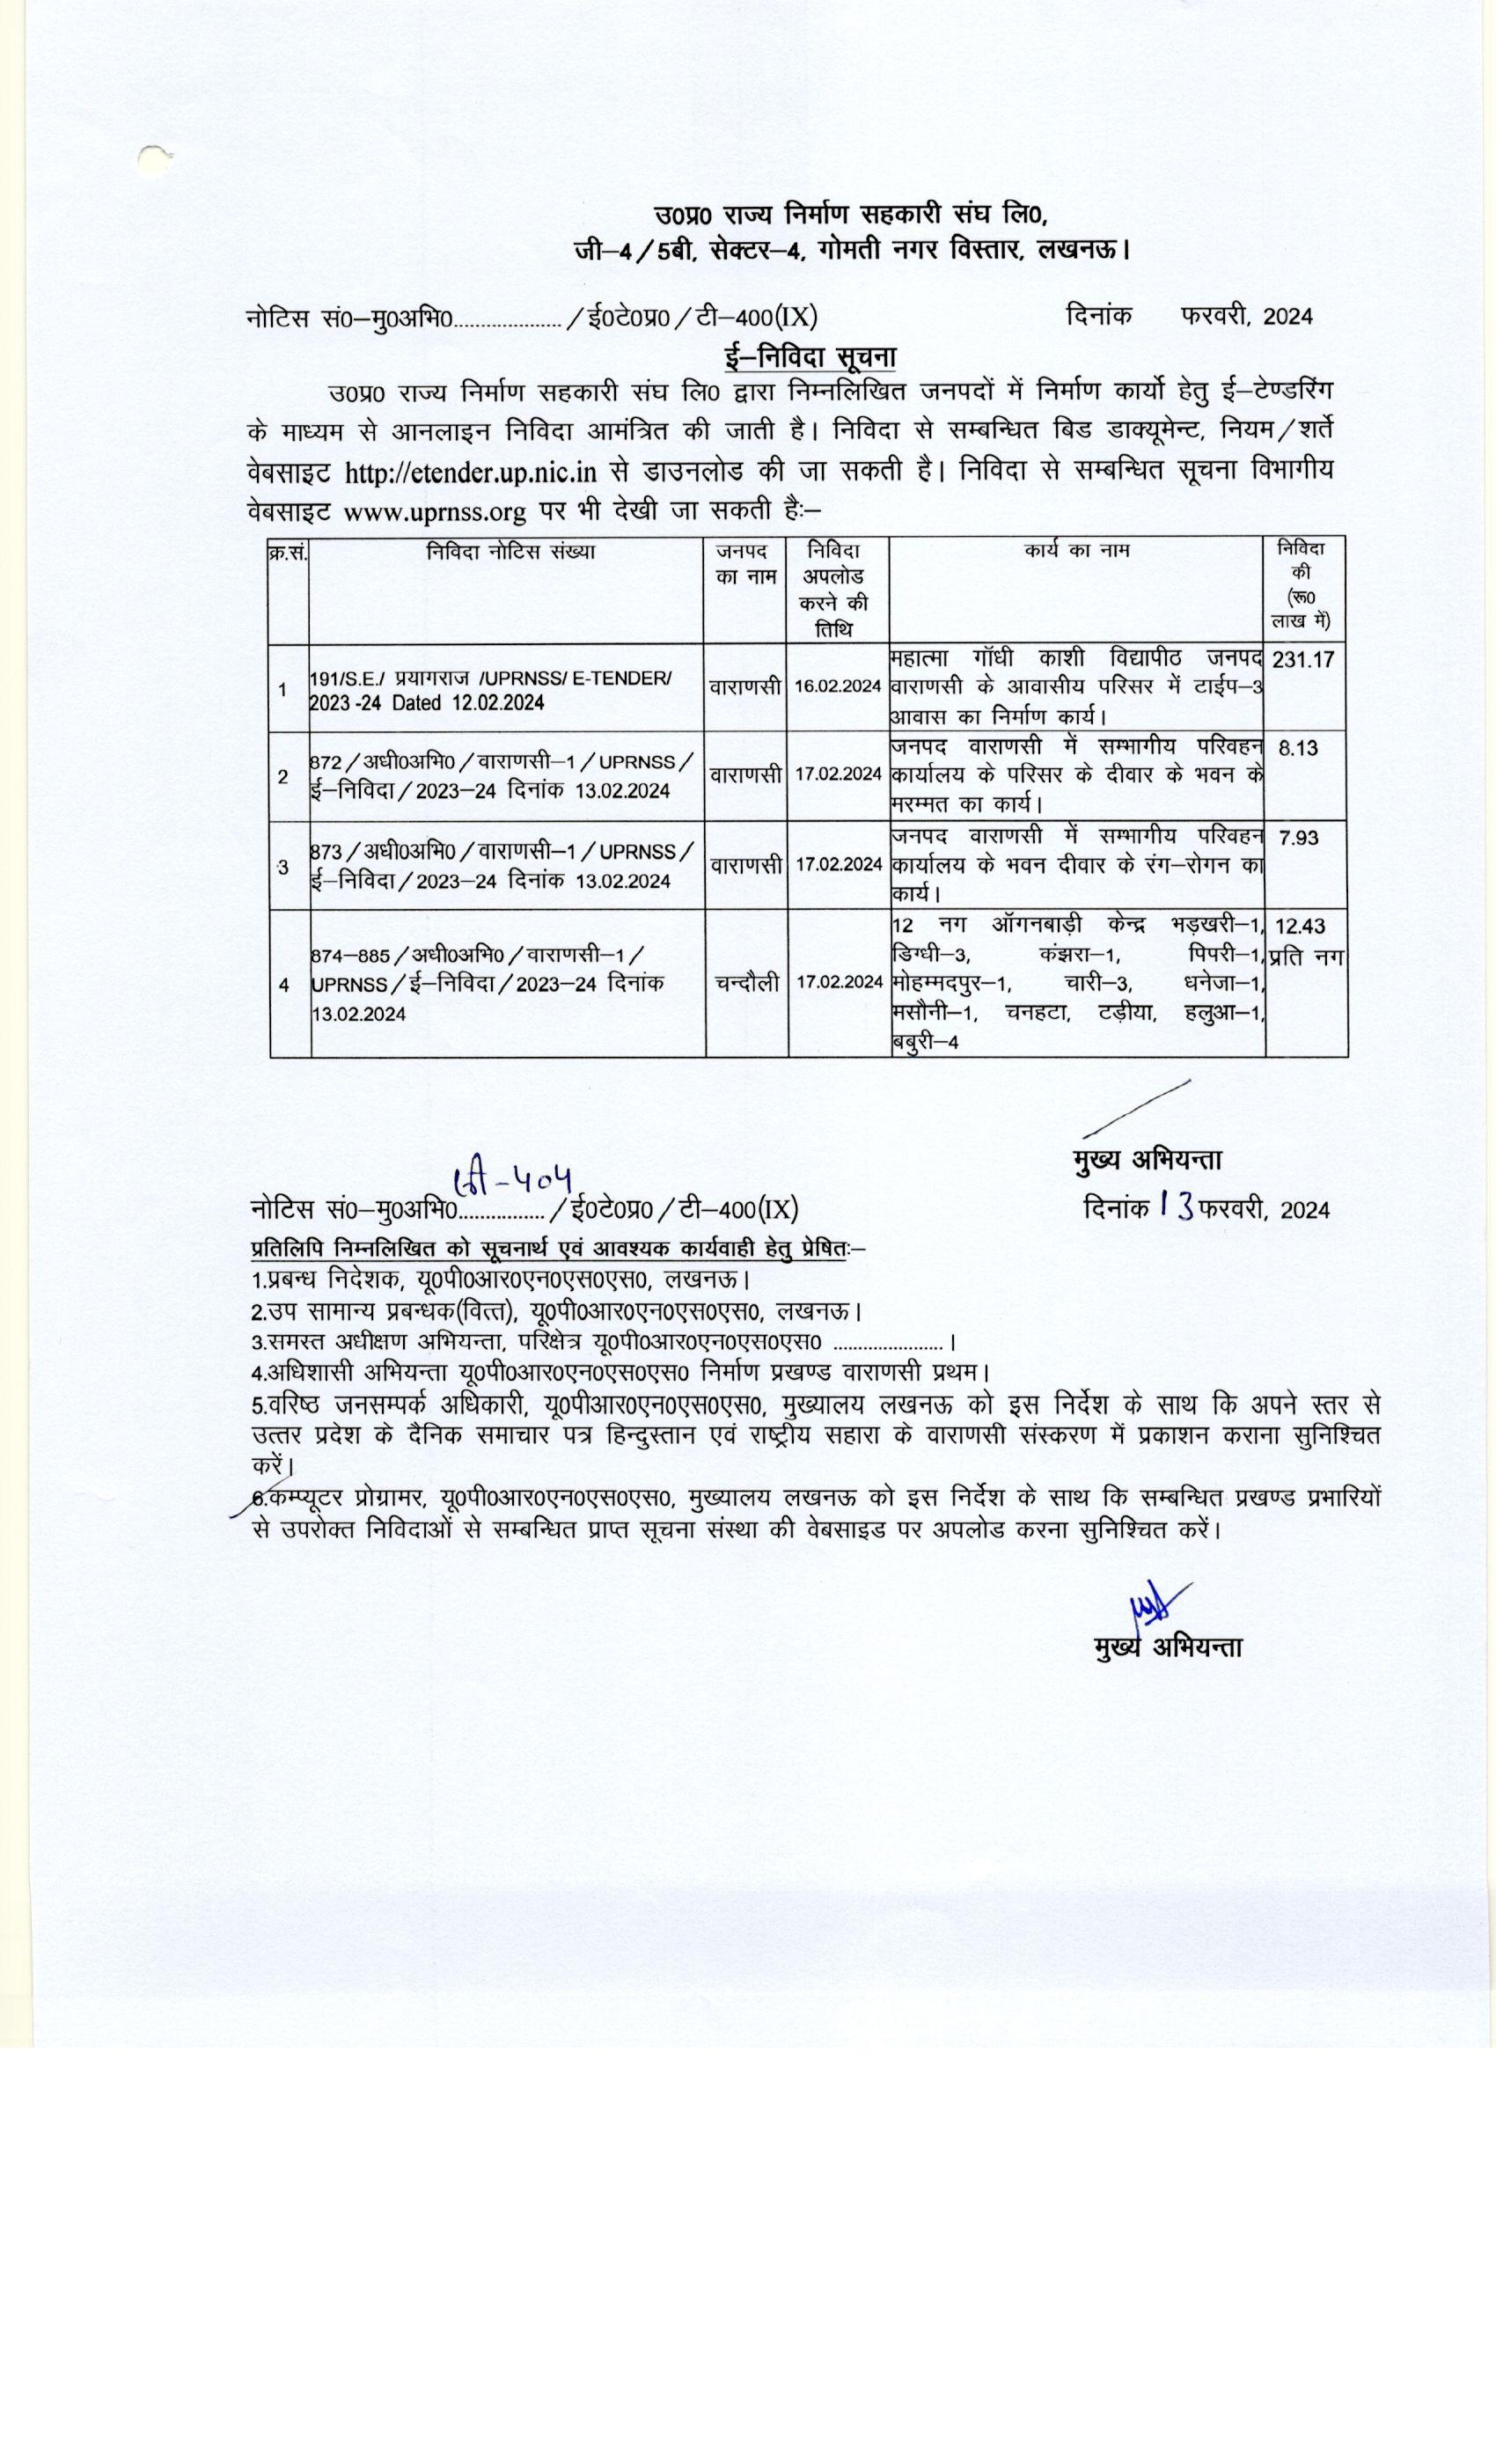 उ0प्र0 राज्य निर्माण सहकारी संघ लि0,
जी–4/5बी, सेक्टर–4, गोमती नगर विस्तार, लखनऊ।
नोटिस सं0–मु0अभि0.................... /ई0टे0प्र0/टी–400(IX) दिनांक फरवरी, 2024
ई–निविदा सूचना
उ0प्र0 राज्य निर्माण सहकारी संघ लि0 द्वारा निम्नलिखित जनपदों में निर्माण कार्यो हेतु ई–टेण्डरिंग
के माध्यम से आनलाइन निविदा आमंत्रित की जाती है। निविदा से सम्बन्धित बिड डाक्यूमेन्ट, नियम/शर्ते
वेबसाइट http://etender.up.nic.in से डाउनलोड की जा सकती है। निविदा से सम्बन्धित सूचना विभागीय
वेबसाइट www.uprnss.org पर भी देखी जा सकती हैः–
क्र.सं. निविदा नोटिस संख्या जनपद का नाम निविदा अपलोड करने की तिथि कार्य का नाम निविदा की (रू0 लाख में)
1 191/S.E./ प्रयागराज /UPRNSS/ E-TENDER/ 2023 -24 Dated 12.02.2024 वाराणसी 16.02.2024 महात्मा गॉधी काशी विद्यापीठ जनपद वाराणसी के आवासीय परिसर में टाईप–3 आवास का निर्माण कार्य। 231.17
2 872/अधी0अभि0/वाराणसी–1/UPRNSS/ ई–निविदा/2023–24 दिनांक 13.02.2024 वाराणसी 17.02.2024 जनपद वाराणसी में सम्भागीय परिवहन कार्यालय के परिसर के दीवार के भवन के मरम्मत का कार्य। 8.13
3 873/अधी0अभि0/वाराणसी–1/UPRNSS/ ई–निविदा/2023–24 दिनांक 13.02.2024 वाराणसी 17.02.2024 जनपद वाराणसी में सम्भागीय परिवहन कार्यालय के भवन दीवार के रंग–रोगन का कार्य। 7.93
4 874–885/अधी0अभि0/वाराणसी–1/ UPRNSS/ई–निविदा/2023–24 दिनांक 13.02.2024 चन्दौली 17.02.2024 12 नग ऑगनबाड़ी केन्द्र भड़खरी–1, डिग्धी–3, कंझरा–1, पिपरी–1, मोहम्मदपुर–1, चारी–3, धनेजा–1, मसौनी–1, चनहटा, टड़ीया, हलुआ–1, बबुरी–4 12.43 प्रति नग
मुख्य अभियन्ता
नोटिस सं0–मु0अभि0................ /ई0टे0प्र0/टी–400(IX) दिनांक 13 फरवरी, 2024
प्रतिलिपि निम्नलिखित को सूचनार्थ एवं आवश्यक कार्यवाही हेतु प्रेषितः–
1.प्रबन्ध निदेशक, यू0पी0आर0एन0एस0एस0, लखनऊ।
2.उप सामान्य प्रबन्धक(वित्त), यू0पी0आर0एन0एस0एस0, लखनऊ।
3.समस्त अधीक्षण अभियन्ता, परिक्षेत्र यू0पी0आर0एन0एस0एस0 ......................।
4.अधिशासी अभियन्ता यू0पी0आर0एन0एस0एस0 निर्माण प्रखण्ड वाराणसी प्रथम।
5.वरिष्ठ जनसम्पर्क अधिकारी, यू0पीआर0एन0एस0एस0, मुख्यालय लखनऊ को इस निर्देश के साथ कि अपने स्तर से
उत्तर प्रदेश के दैनिक समाचार पत्र हिन्दुस्तान एवं राष्ट्रीय सहारा के वाराणसी संस्करण में प्रकाशन कराना सुनिश्चित
करें।
6.कम्प्यूटर प्रोग्रामर, यू0पी0आर0एन0एस0एस0, मुख्यालय लखनऊ को इस निर्देश के साथ कि सम्बन्धित प्रखण्ड प्रभारियों
से उपरोक्त निविदाओं से सम्बन्धित प्राप्त सूचना संस्था की वेबसाइड पर अपलोड करना सुनिश्चित करें।
मुख्य अभियन्ता